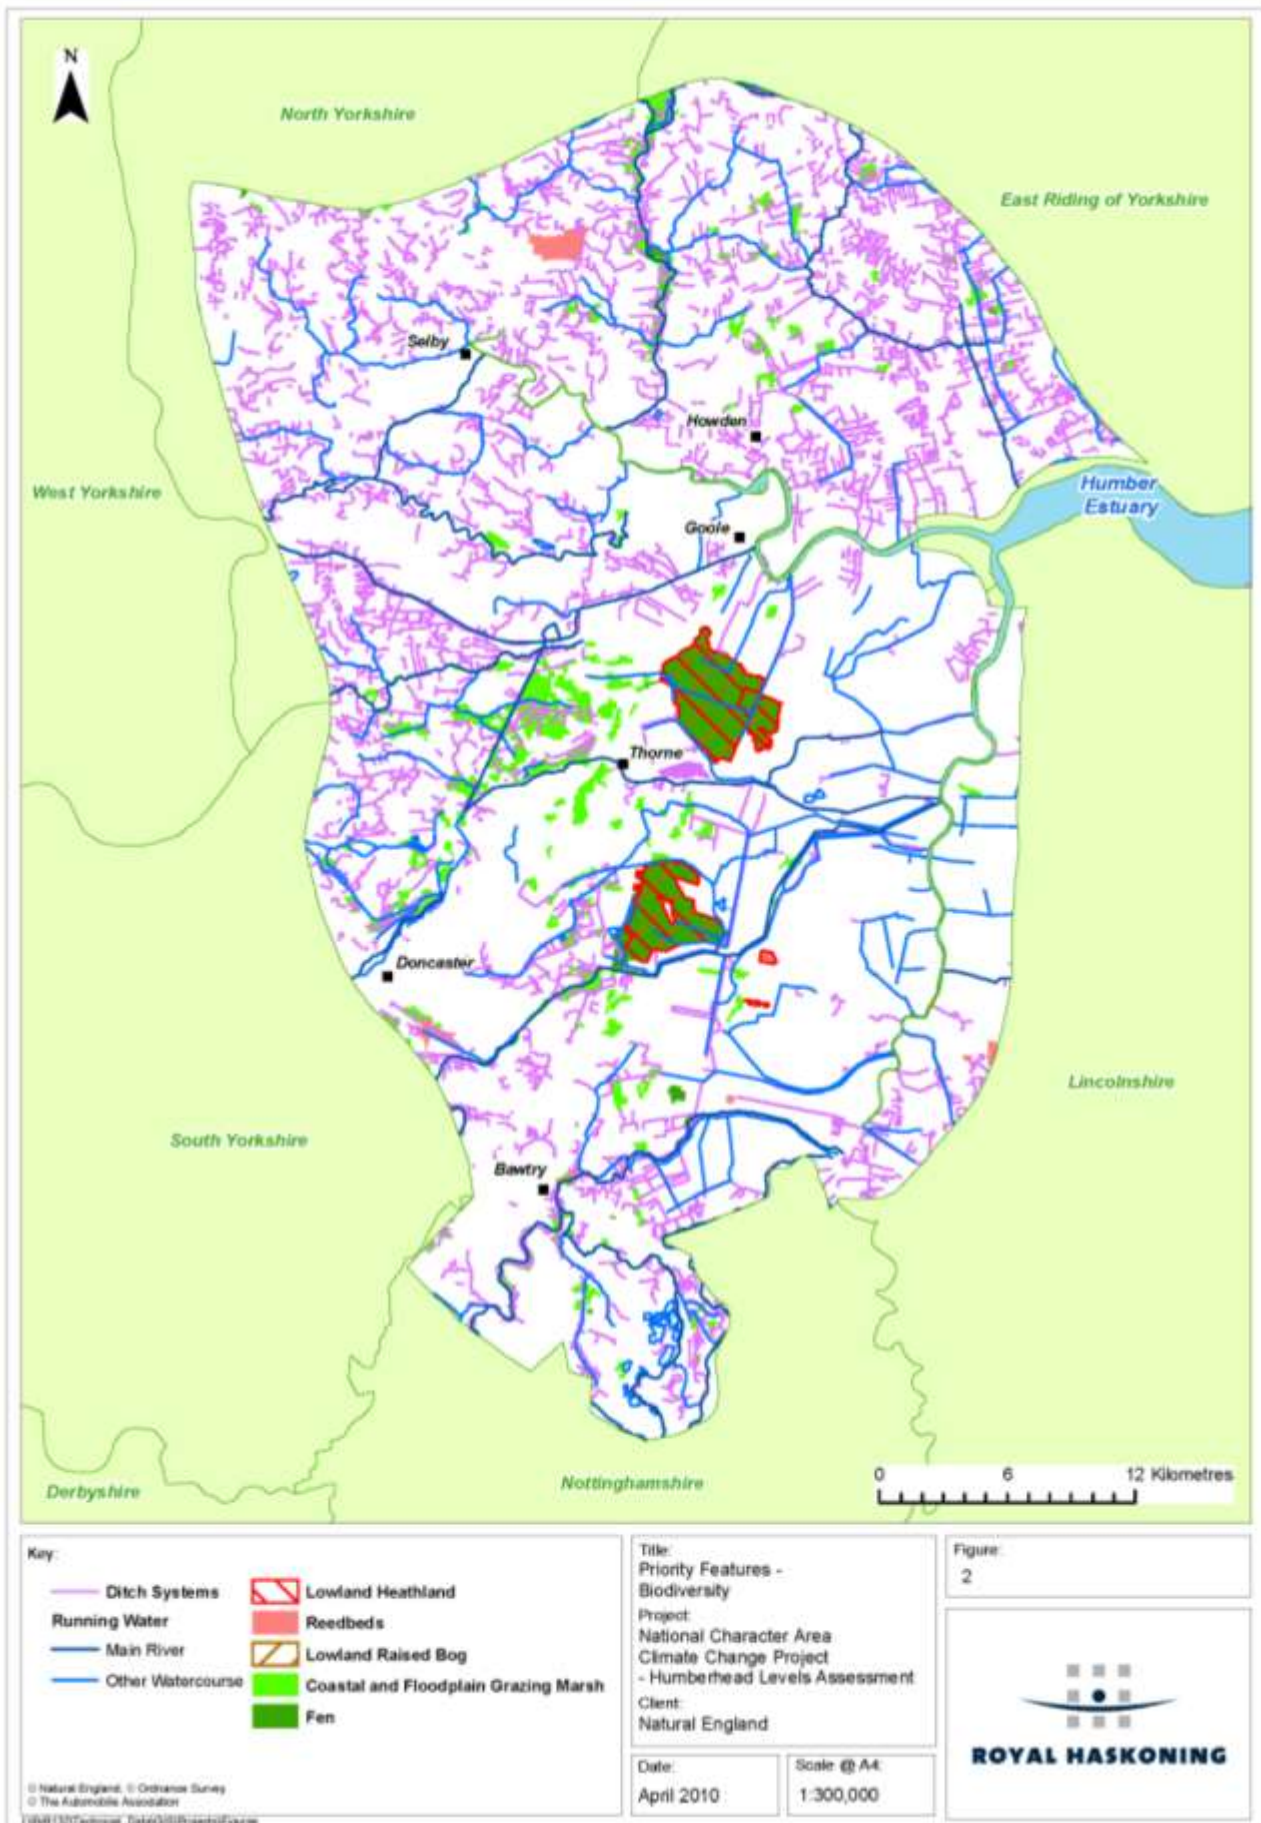 N
North Yorkshire
East Riding of Yorkshire
Selby
Howden
West Yorkshire
Humber
Estuary
Goole
Thorne
Doncaster
Lincolnshire
South Yorkshire
Bawtry
0 6 12 Kilometres
Nottinghamshire
Derbyshire
Key:
Ditch Systems
Running Water
Main River
Other Watercourse
Lowland Heathland
Reedbeds
Lowland Raised Bog
Coastal and Floodplain Grazing Marsh
Fen
© Natural England, © Ordnance Survey
© The Automobile Association
Title:
Priority Features -
Biodiversity
Project:
National Character Area
Climate Change Project
- Humberhead Levels Assessment
Client:
Natural England
Date:
April 2010
Scale @ A4:
1:300,000
Figure:
2
ROYAL HASKONING